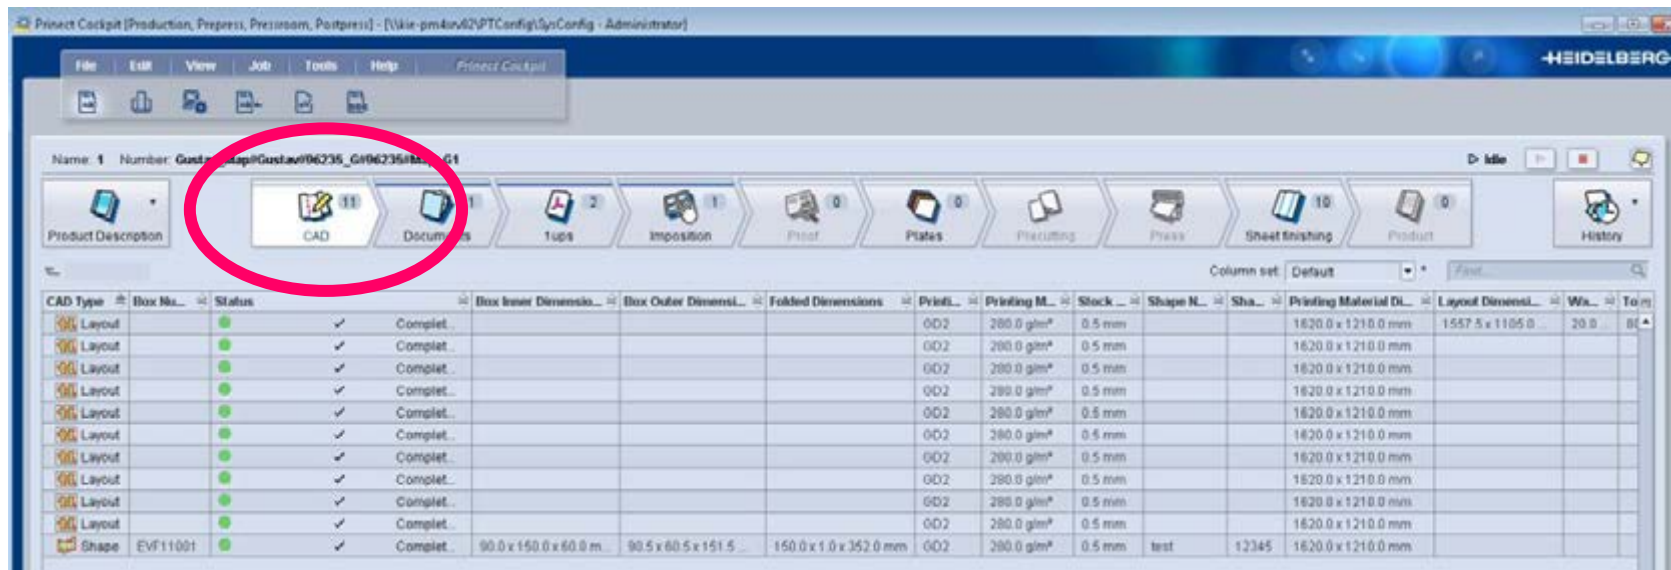 Prinect Cockpit [Production, Prepress, Pressroom, Postpress] - [\\kie-pm4srv82\PTConfig\SysConfig - Administrator]
File Edit View Job Tools Help Prinect Cockpit
HEIDELBERG
Name: 1 Number: Idle
Product Description CAD 11 Documents 1 1ups 2 Imposition 1 Proof 0 Plates 0 Precutting Press Sheet finishing 10 Product 0 History
Column set: Default Find...
CAD Type Box Nu... Status Box Inner Dimensio... Box Outer Dimensi... Folded Dimensions Printi... Printing M... Stock ... Shape N... Sha... Printing Material Di... Layout Dimensi... Wa...
Layout Complet... GD2 280.0 g/m² 0.5 mm 1620.0 x 1210.0 mm 1557.5 x 1105.0... 20.0
Layout Complet... GD2 280.0 g/m² 0.5 mm 1620.0 x 1210.0 mm
Layout Complet... GD2 280.0 g/m² 0.5 mm 1620.0 x 1210.0 mm
Layout Complet... GD2 280.0 g/m² 0.5 mm 1620.0 x 1210.0 mm
Layout Complet... GD2 280.0 g/m² 0.5 mm 1620.0 x 1210.0 mm
Layout Complet... GD2 280.0 g/m² 0.5 mm 1620.0 x 1210.0 mm
Layout Complet... GD2 280.0 g/m² 0.5 mm 1620.0 x 1210.0 mm
Layout Complet... GD2 280.0 g/m² 0.5 mm 1620.0 x 1210.0 mm
Layout Complet... GD2 280.0 g/m² 0.5 mm 1620.0 x 1210.0 mm
Layout Complet... GD2 280.0 g/m² 0.5 mm 1620.0 x 1210.0 mm
Shape EVF11001 Complet... 90.0 x 150.0 x 60.0 m... 90.5 x 60.5 x 151.5 ... 150.0 x 1.0 x 352.0 mm GD2 280.0 g/m² 0.5 mm test 12345 1620.0 x 1210.0 mm